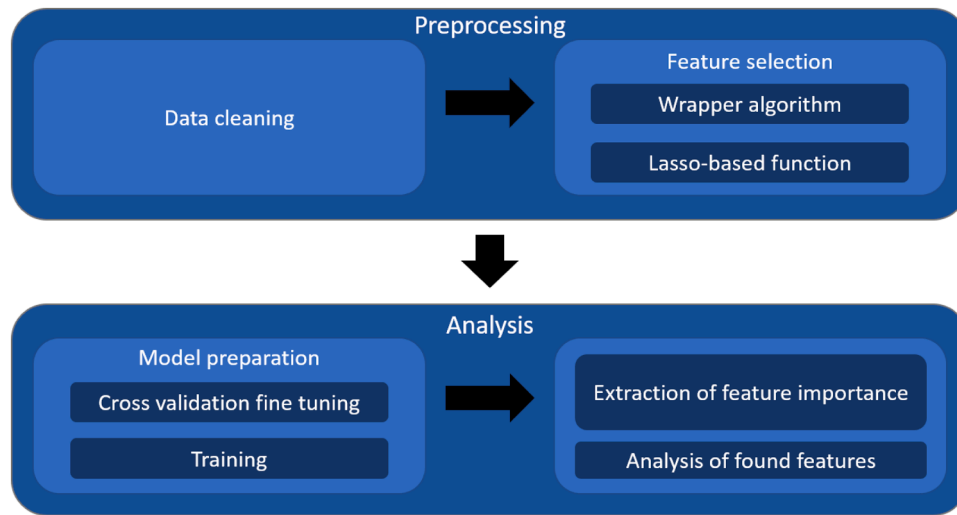 Preprocessing
Data cleaning
Feature selection
Wrapper algorithm
Lasso-based function
Analysis
Model preparation
Cross validation fine tuning
Training
Extraction of feature importance
Analysis of found features